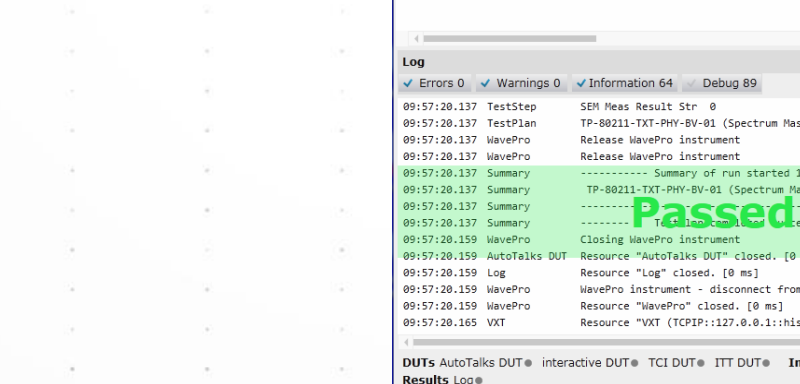 Log
Errors 0 Warnings 0 Information 64 Debug 89
09:57:20.137 TestStep SEM Meas Result Str 0
09:57:20.137 TestPlan TP-80211-TXT-PHY-BV-01 (Spectrum Mas
09:57:20.137 WavePro Release WavePro instrument
09:57:20.137 WavePro Release WavePro instrument
09:57:20.137 Summary ----------- Summary of run started 1
09:57:20.137 Summary TP-80211-TXT-PHY-BV-01 (Spectrum Ma
09:57:20.137 Summary
Passed
09:57:20.137 Summary --------
09:57:20.159 WavePro Closing WavePro instrument
09:57:20.159 AutoTalks DUT Resource "AutoTalks DUT" closed. [0
09:57:20.159 Log Resource "Log" closed. [0 ms]
09:57:20.159 WavePro WavePro instrument - disconnect from
09:57:20.159 WavePro Resource "WavePro" closed. [0 ms]
09:57:20.165 VXT Resource "VXT (TCPIP::127.0.0.1::his
DUTs AutoTalks DUT interactive DUT TCI DUT ITT DUT In
Results Log